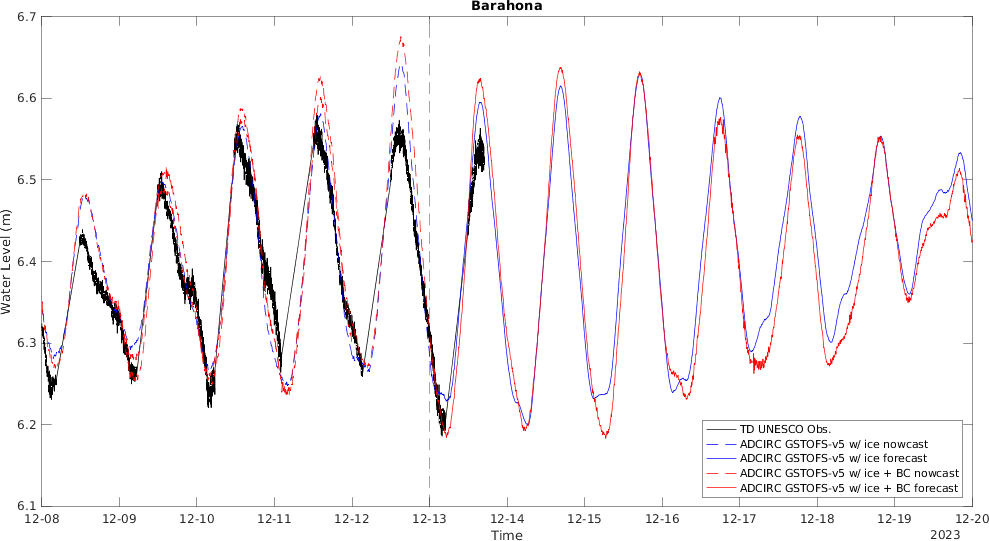 Barahona
6.7
6.6
6.5
6.4
6.3
6.2
6.1
Water Level (m)
12-08 12-09 12-10 12-11 12-12 12-13 12-14 12-15 12-16 12-17 12-18 12-19 12-20
Time
2023
TD UNESCO Obs.
ADCIRC GSTOFS-v5 w/ ice nowcast
ADCIRC GSTOFS-v5 w/ ice forecast
ADCIRC GSTOFS-v5 w/ ice + BC nowcast
ADCIRC GSTOFS-v5 w/ ice + BC forecast